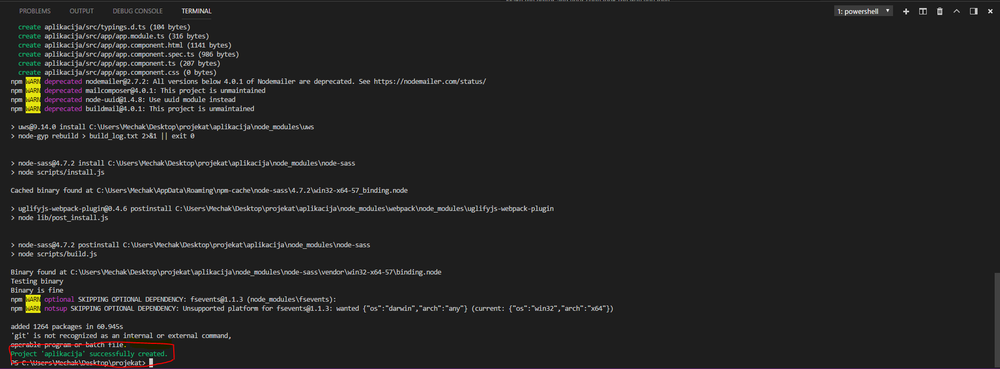 Make the editor and your code look the way you love
PROBLEMS OUTPUT DEBUG CONSOLE TERMINAL 1: powershell
create aplikacija/src/typings.d.ts (104 bytes)
create aplikacija/src/app/app.module.ts (316 bytes)
create aplikacija/src/app/app.component.html (1141 bytes)
create aplikacija/src/app/app.component.spec.ts (986 bytes)
create aplikacija/src/app/app.component.ts (207 bytes)
create aplikacija/src/app/app.component.css (0 bytes)
npm WARN deprecated nodemailer@2.7.2: All versions below 4.0.1 of Nodemailer are deprecated. See https://nodemailer.com/status/
npm WARN deprecated mailcomposer@4.0.1: This project is unmaintained
npm WARN deprecated node-uuid@1.4.8: Use uuid module instead
npm WARN deprecated buildmail@4.0.1: This project is unmaintained
> uws@9.14.0 install C:\Users\Mechak\Desktop\projekat\aplikacija\node_modules\uws
> node-gyp rebuild > build_log.txt 2>&1 || exit 0
> node-sass@4.7.2 install C:\Users\Mechak\Desktop\projekat\aplikacija\node_modules\node-sass
> node scripts/install.js
Cached binary found at C:\Users\Mechak\AppData\Roaming\npm-cache\node-sass\4.7.2\win32-x64-57_binding.node
> uglifyjs-webpack-plugin@0.4.6 postinstall C:\Users\Mechak\Desktop\projekat\aplikacija\node_modules\webpack\node_modules\uglifyjs-webpack-plugin
> node lib/post_install.js
> node-sass@4.7.2 postinstall C:\Users\Mechak\Desktop\projekat\aplikacija\node_modules\node-sass
> node scripts/build.js
Binary found at C:\Users\Mechak\Desktop\projekat\aplikacija\node_modules\node-sass\vendor\win32-x64-57\binding.node
Testing binary
Binary is fine
npm WARN optional SKIPPING OPTIONAL DEPENDENCY: fsevents@1.1.3 (node_modules\fsevents):
npm WARN notsup SKIPPING OPTIONAL DEPENDENCY: Unsupported platform for fsevents@1.1.3: wanted {"os":"darwin","arch":"any"} (current: {"os":"win32","arch":"x64"})
added 1264 packages in 60.945s
'git' is not recognized as an internal or external command,
operable program or batch file.
Project 'aplikacija' successfully created.
PS C:\Users\Mechak\Desktop\projekat>